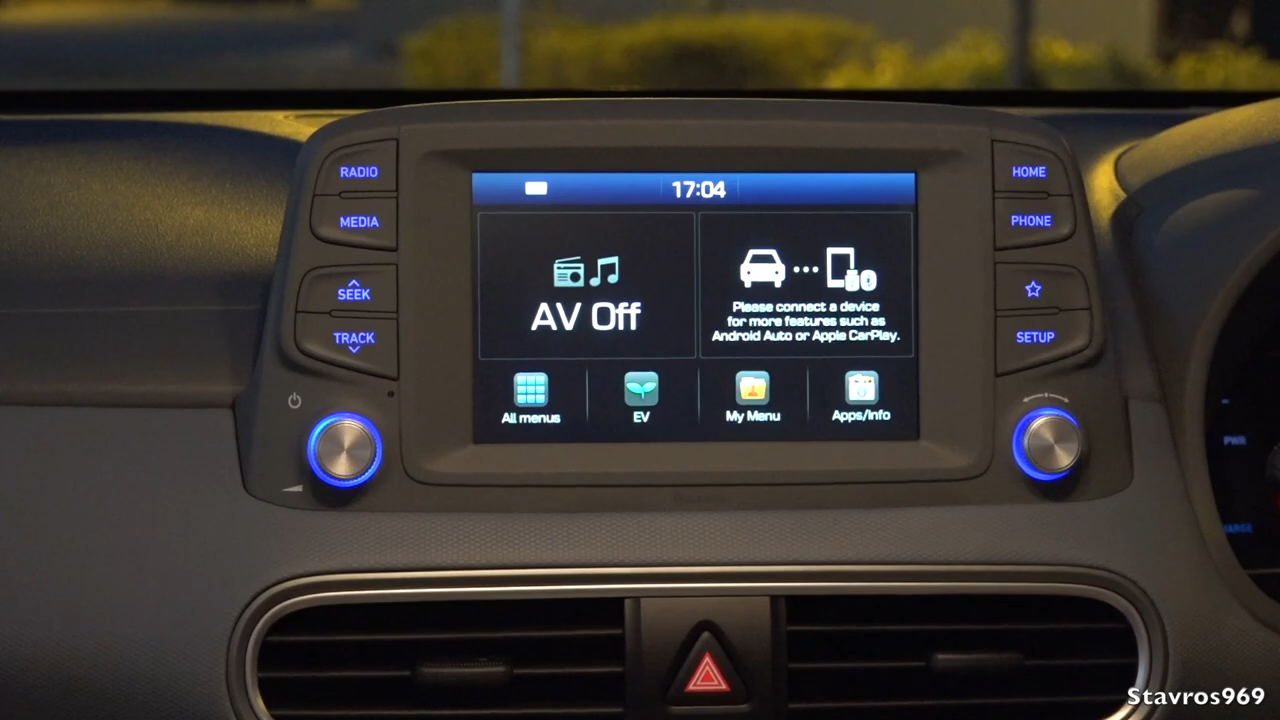 RADIO
MEDIA
SEEK
TRACK
17:04
AV Off
Please connect a device
for more features such as
Android Auto or Apple CarPlay.
All menus
EV
My Menu
Apps/Info
HOME
PHONE
SETUP
PWR
Stavros969